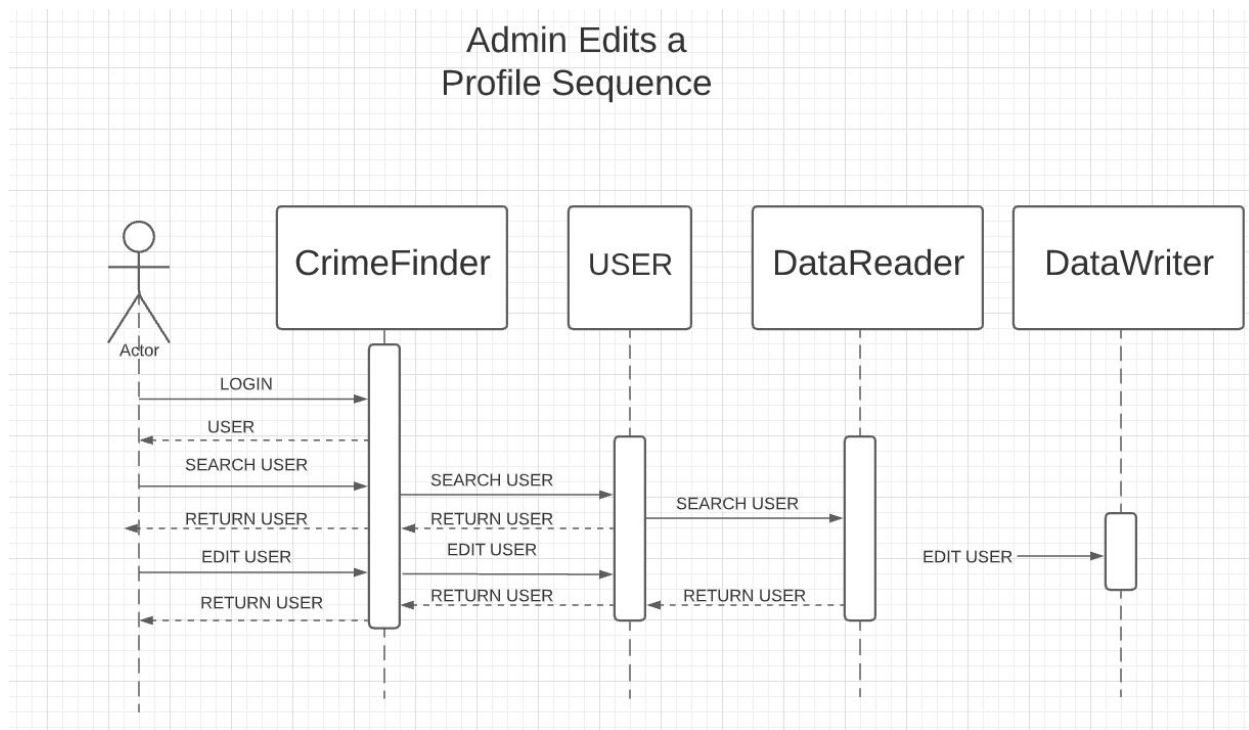 Admin Edits a
Profile Sequence
CrimeFinder
USER
DataReader
DataWriter
Actor
LOGIN
USER
SEARCH USER
SEARCH USER
SEARCH USER
RETURN USER
RETURN USER
EDIT USER
EDIT USER
EDIT USER
RETURN USER
RETURN USER
RETURN USER